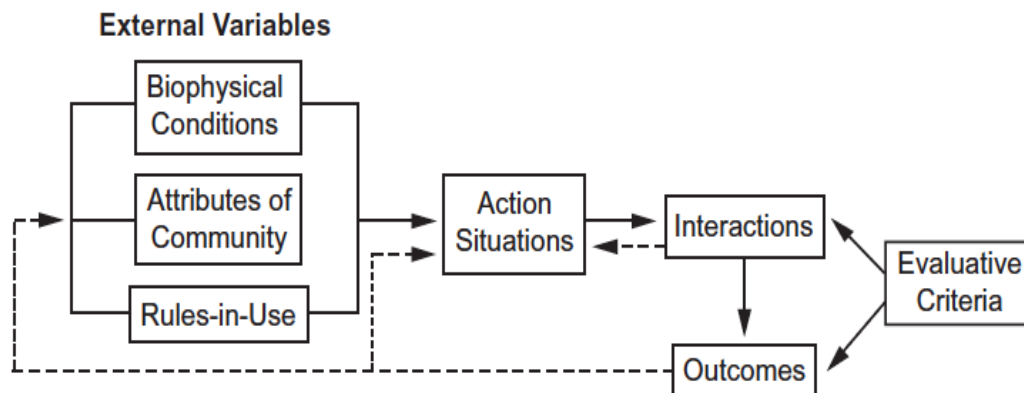 External Variables
Biophysical
Conditions
Attributes of
Community
Rules-in-Use
Action
Situations
Interactions
Outcomes
Evaluative
Criteria